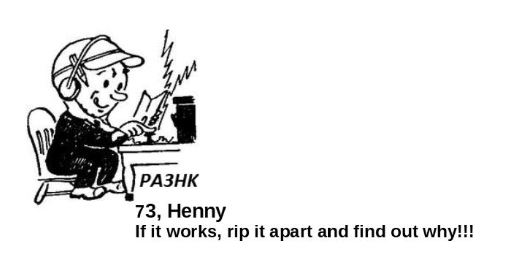 PA3HK
73, Henny
If it works, rip it apart and find out why!!!